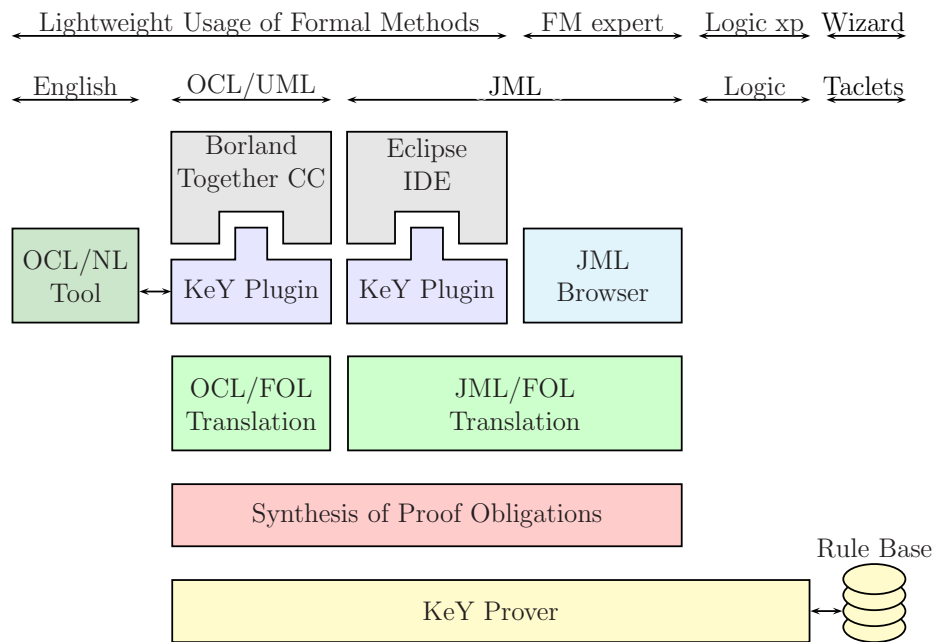 Lightweight Usage of Formal Methods FM expert Logic xp Wizard
English OCL/UML JML Logic Taclets
Borland
Together CC
Eclipse
IDE
OCL/NL
Tool
KeY Plugin
KeY Plugin
JML
Browser
OCL/FOL
Translation
JML/FOL
Translation
Synthesis of Proof Obligations
Rule Base
KeY Prover